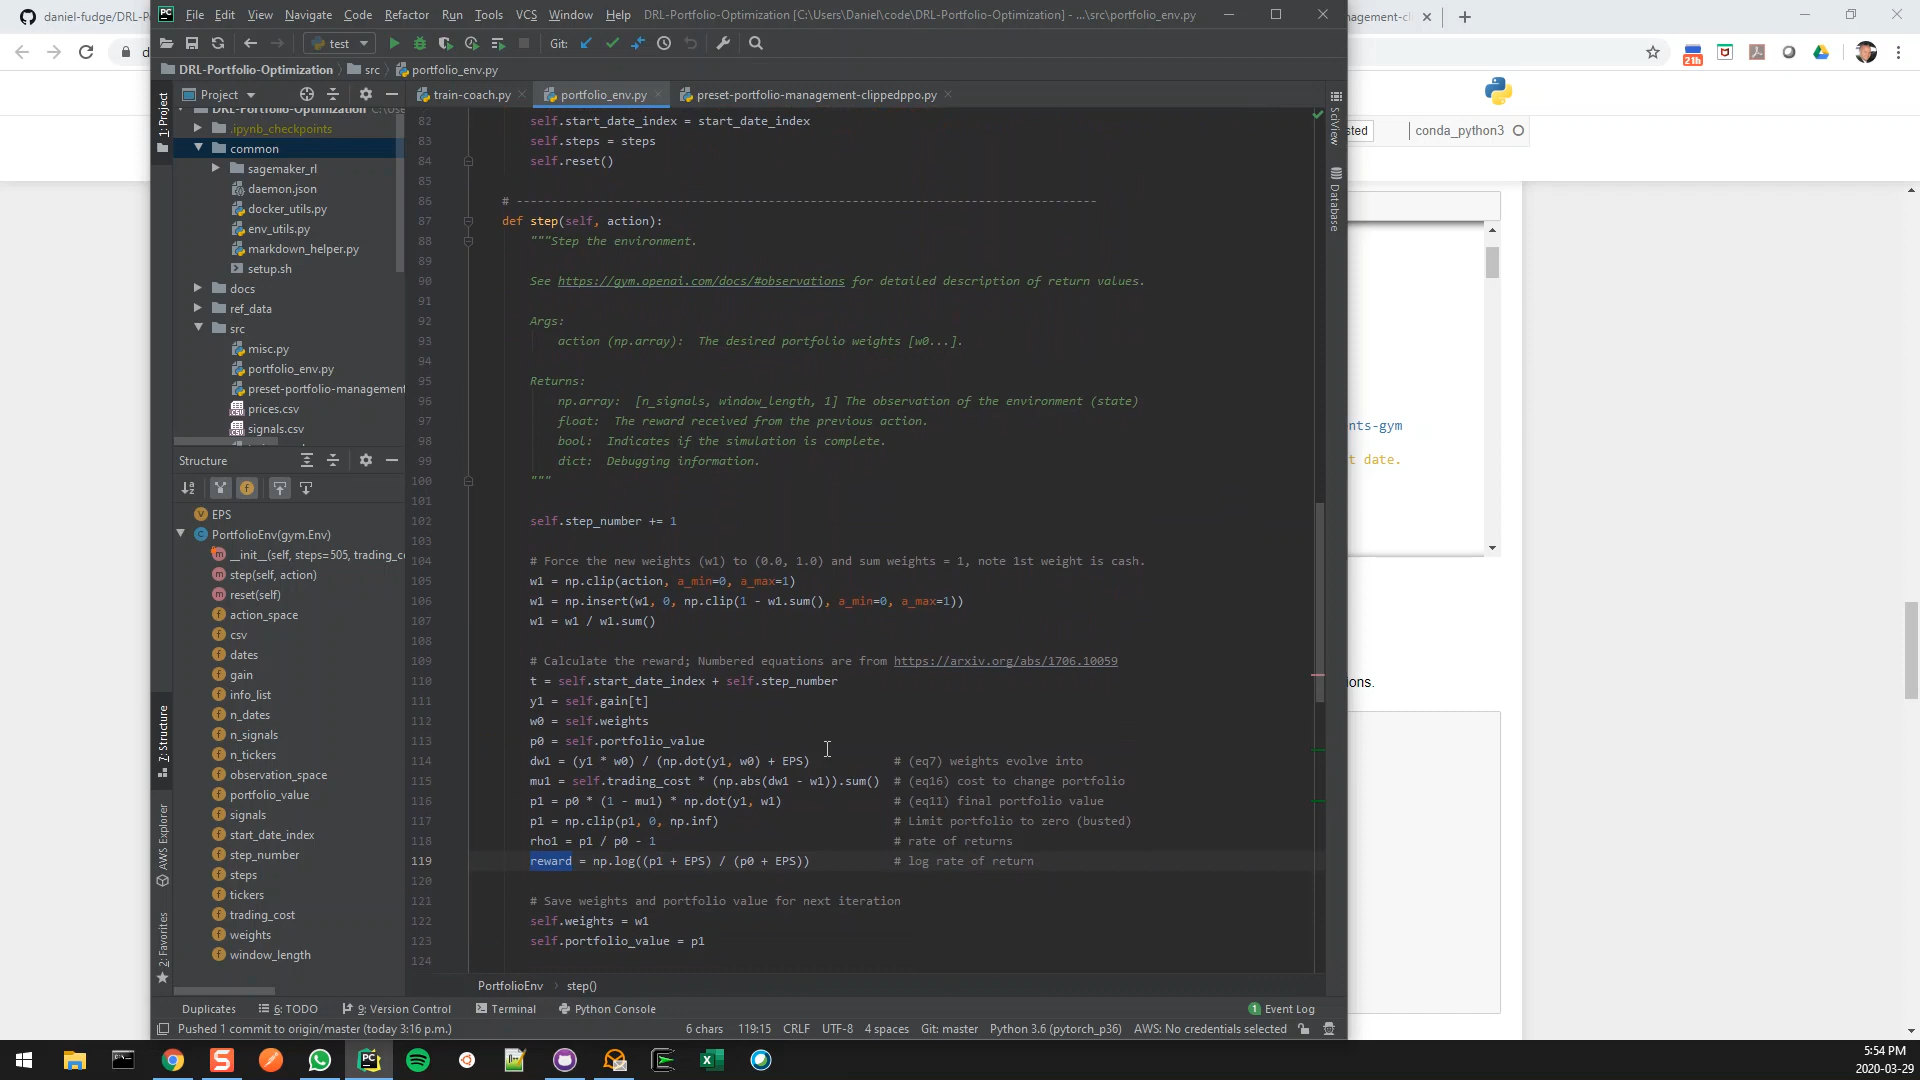 daniel-fudge/DRL-P
File Edit View Navigate Code Refactor Run Tools VCS Window Help DRL-Portfolio-Optimization [C:\Users\Daniel\code\DRL-Portfolio-Optimization] - ...\src\portfolio_env.py
nagement-cli
test Git:
21h
DRL-Portfolio-Optimization src portfolio_env.py
Project
train-coach.py portfolio_env.py preset-portfolio-management-clippedppo.py
1: Project
DRL-Portfolio-Optimization
.ipynb_checkpoints
common
sagemaker_rl
daemon.json
docker_utils.py
env_utils.py
markdown_helper.py
setup.sh
docs
ref_data
src
misc.py
portfolio_env.py
preset-portfolio-management
prices.csv
signals.csv
Structure
EPS
PortfolioEnv(gym.Env)
__init__(self, steps=505, trading_co
step(self, action)
reset(self)
action_space
csv
dates
gain
info_list
n_dates
n_signals
n_tickers
observation_space
portfolio_value
signals
start_date_index
step_number
steps
tickers
trading_cost
weights
window_length
7: Structure
AWS Explorer
2: Favorites
82 self.start_date_index = start_date_index
83 self.steps = steps
84 self.reset()
85
86 # -----------------------------------------------------------------------------------
87 def step(self, action):
88 """Step the environment.
89
90 See https://gym.openai.com/docs/#observations for detailed description of return values.
91
92 Args:
93 action (np.array):  The desired portfolio weights [w0...].
94
95 Returns:
96 np.array:  [n_signals, window_length, 1] The observation of the environment (state)
97 float:  The reward received from the previous action.
98 bool:  Indicates if the simulation is complete.
99 dict:  Debugging information.
100 """
101
102 self.step_number += 1
103
104 # Force the new weights (w1) to (0.0, 1.0) and sum weights = 1, note 1st weight is cash.
105 w1 = np.clip(action, a_min=0, a_max=1)
106 w1 = np.insert(w1, 0, np.clip(1 - w1.sum(), a_min=0, a_max=1))
107 w1 = w1 / w1.sum()
108
109 # Calculate the reward; Numbered equations are from https://arxiv.org/abs/1706.10059
110 t = self.start_date_index + self.step_number
111 y1 = self.gain[t]
112 w0 = self.weights
113 p0 = self.portfolio_value
114 dw1 = (y1 * w0) / (np.dot(y1, w0) + EPS) # (eq7) weights evolve into
115 mu1 = self.trading_cost * (np.abs(dw1 - w1)).sum() # (eq16) cost to change portfolio
116 p1 = p0 * (1 - mu1) * np.dot(y1, w1) # (eq11) final portfolio value
117 p1 = np.clip(p1, 0, np.inf) # Limit portfolio to zero (busted)
118 rho1 = p1 / p0 - 1 # rate of returns
119 reward = np.log((p1 + EPS) / (p0 + EPS)) # log rate of return
120
121 # Save weights and portfolio value for next iteration
122 self.weights = w1
123 self.portfolio_value = p1
124
PortfolioEnv step()
SciView
Database
sted conda_python3
nts-gym
t date.
ions.
Duplicates 6: TODO 9: Version Control Terminal Python Console 1 Event Log
Pushed 1 commit to origin/master (today 3:16 p.m.) 6 chars 119:15 CRLF UTF-8 4 spaces Git: master Python 3.6 (pytorch_p36) AWS: No credentials selected
5:54 PM
2020-03-29